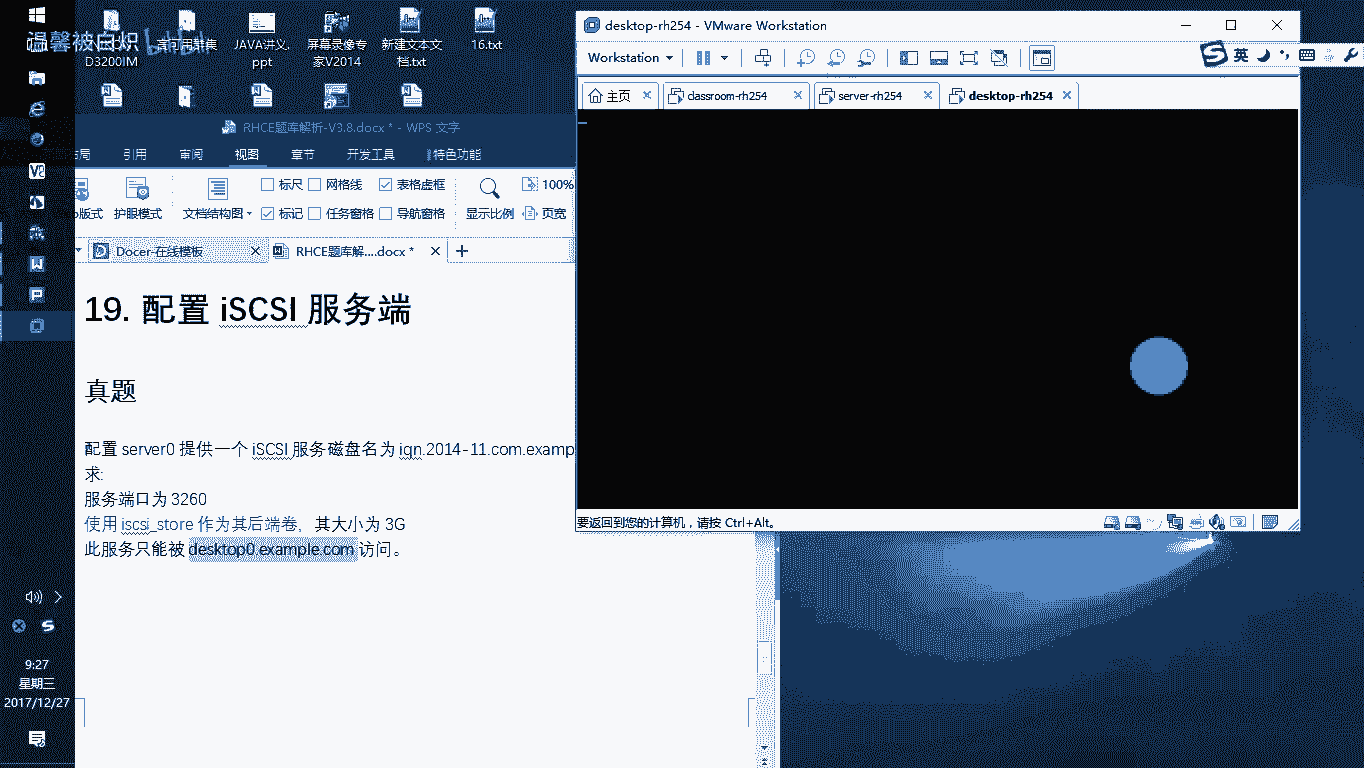 温馨被白炽
D3200IM
JAVA讲义.
ppt
屏幕录像专
家V2014
新建文本文
档.txt
16.txt
RHCE题库解析-V3.8.docx * - WPS 文字
引用
审阅
视图
章节
开发工具
特色功能
标尺
网格线
表格虚框
100%
版式
护眼模式
文档结构图
标记
任务窗格
导航窗格
显示比例
页宽
Docer-在线模板
RHCE题库解....docx *
19. 配置 iSCSI 服务端
真题
配置 server0 提供一个 iSCSI 服务磁盘名为 iqn.2014-11.com.examp
求:
服务端口为 3260
使用 iscsi_store 作为其后端卷，其大小为 3G
此服务只能被 desktop0.example.com 访问。
desktop-rh254 - VMware Workstation
Workstation
主页
classroom-rh254
server-rh254
desktop-rh254
要返回到您的计算机，请按 Ctrl+Alt。
英
9:27
星期三
2017/12/27